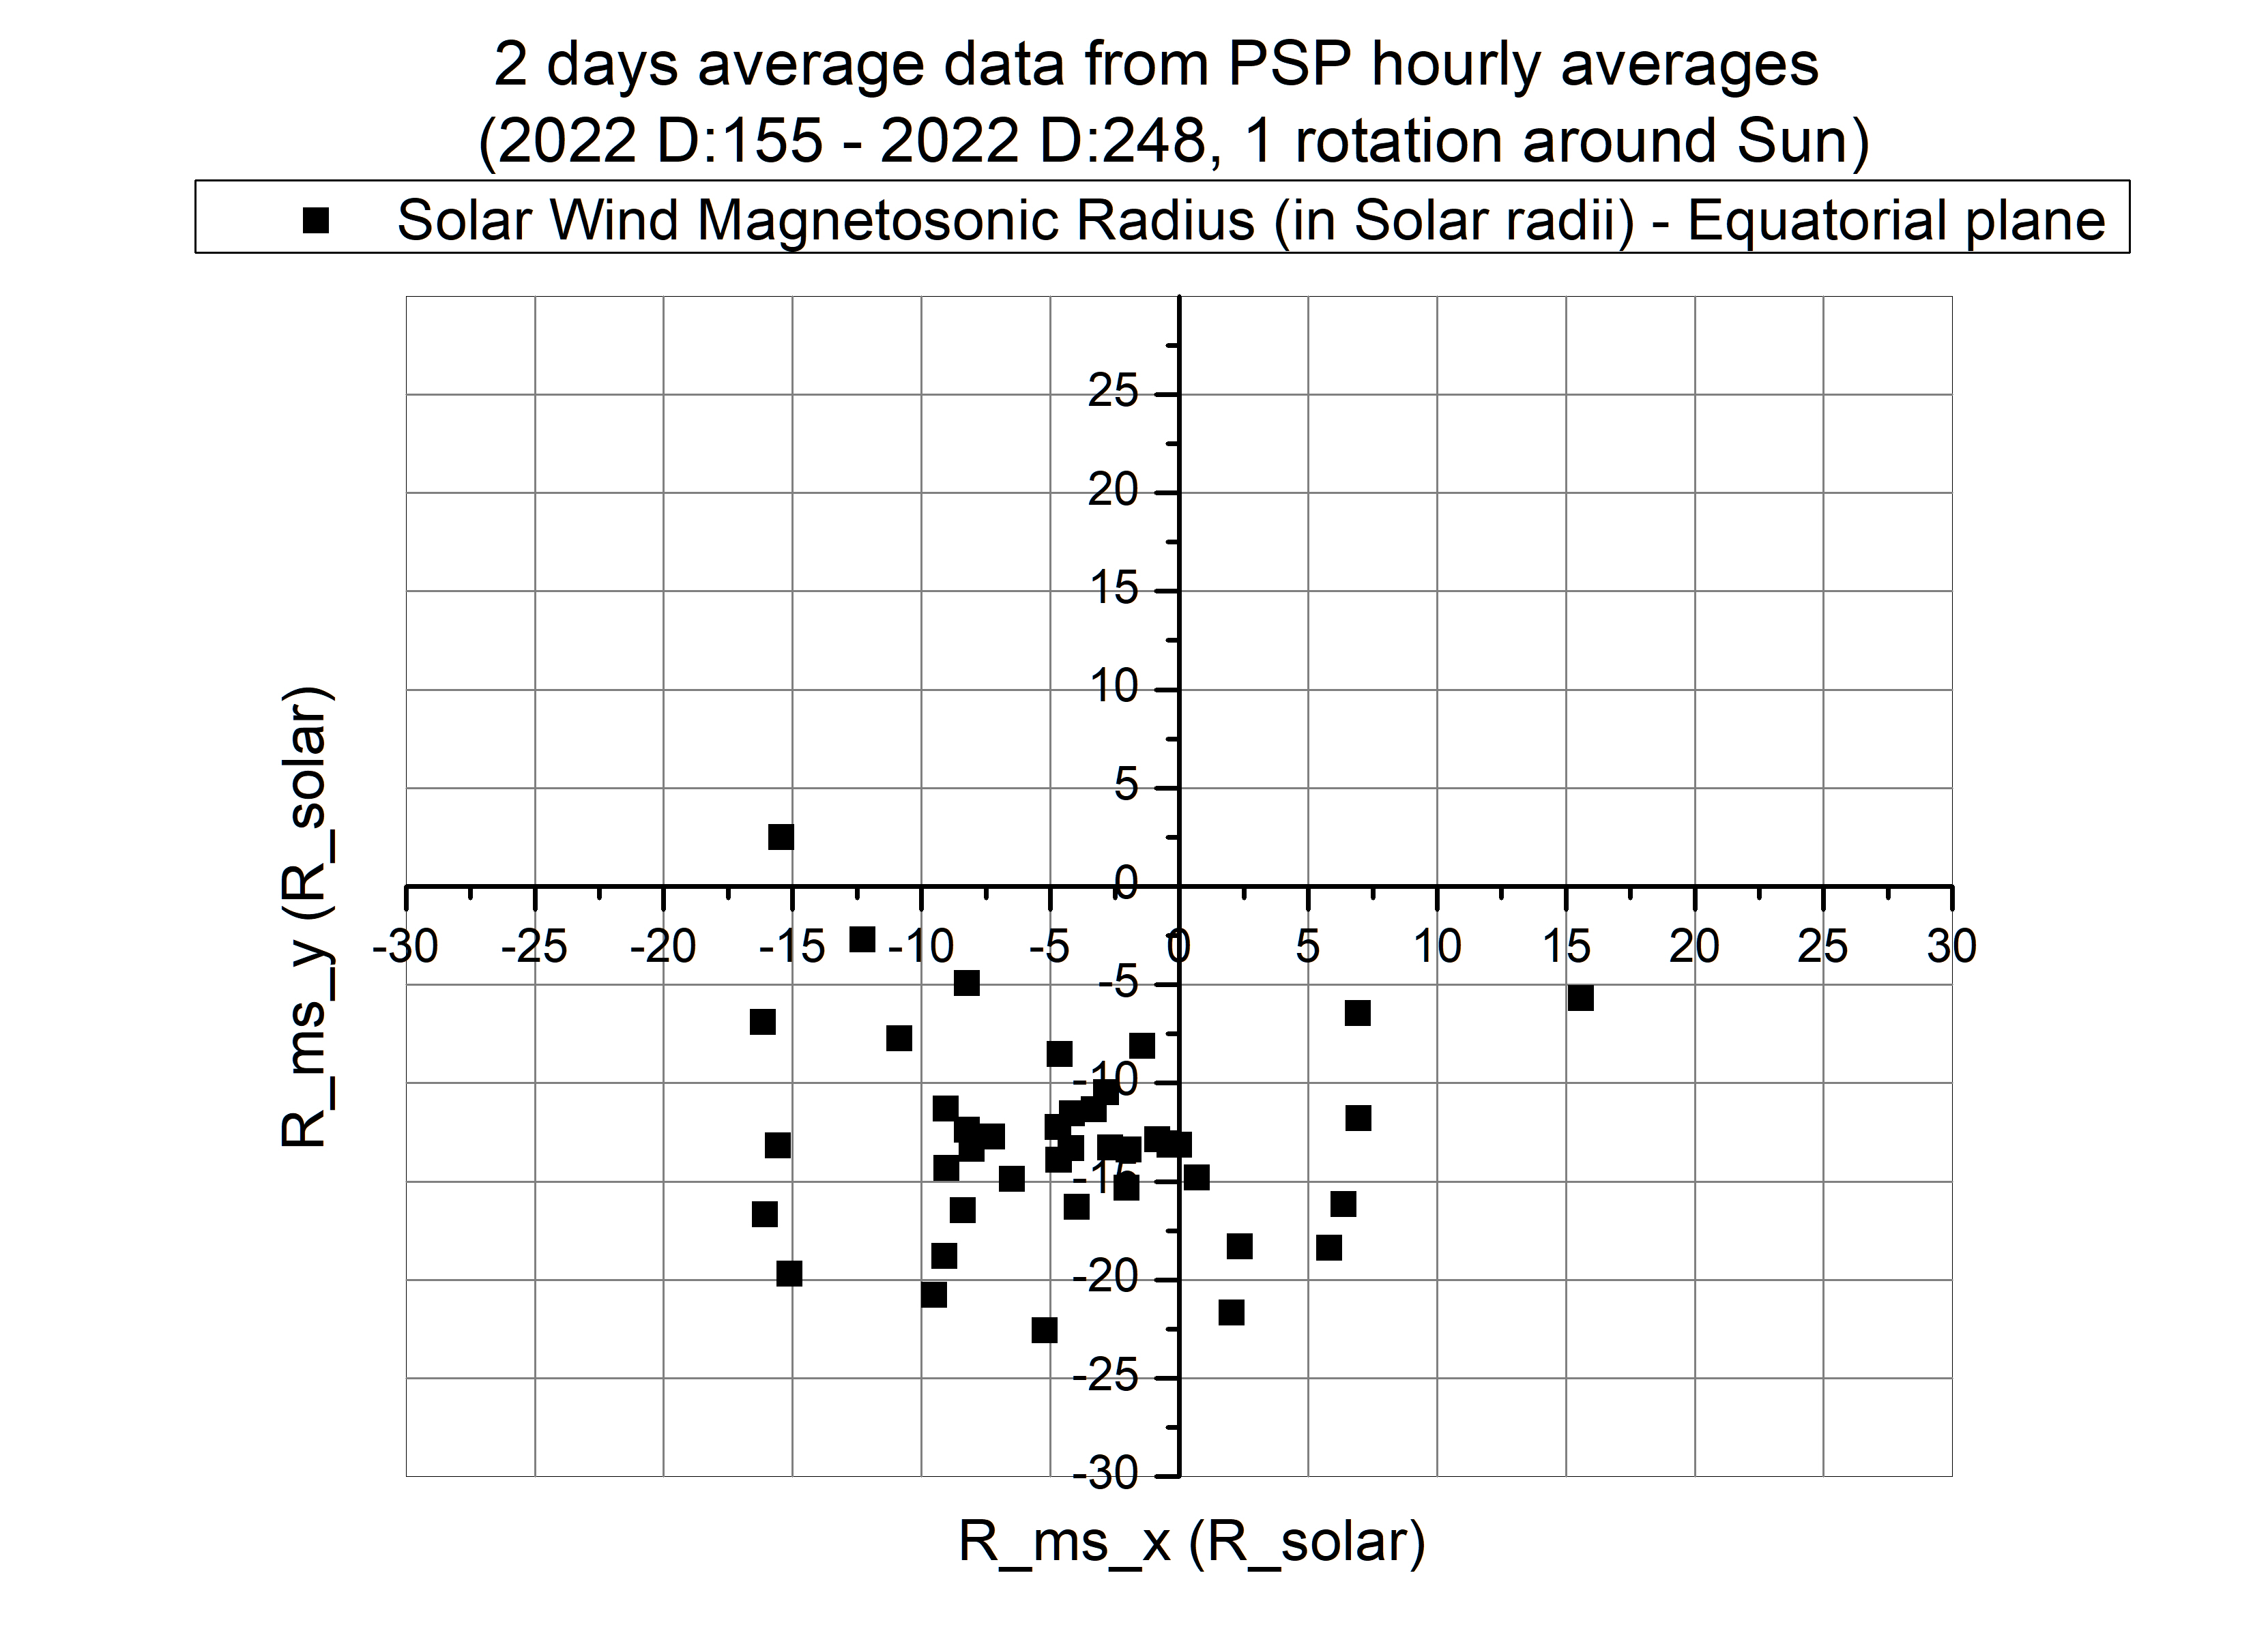 2 days average data from PSP hourly averages
(2022 D:155 - 2022 D:248, 1 rotation around Sun)
Solar Wind Magnetosonic Radius (in Solar radii) - Equatorial plane
25
20
15
10
5
0
-30 -25 -20 -15 -10 -5 0 5 10 15 20 25 30
-5
-10
-20
-25
-30
R_ms_y (R_solar)
R_ms_x (R_solar)